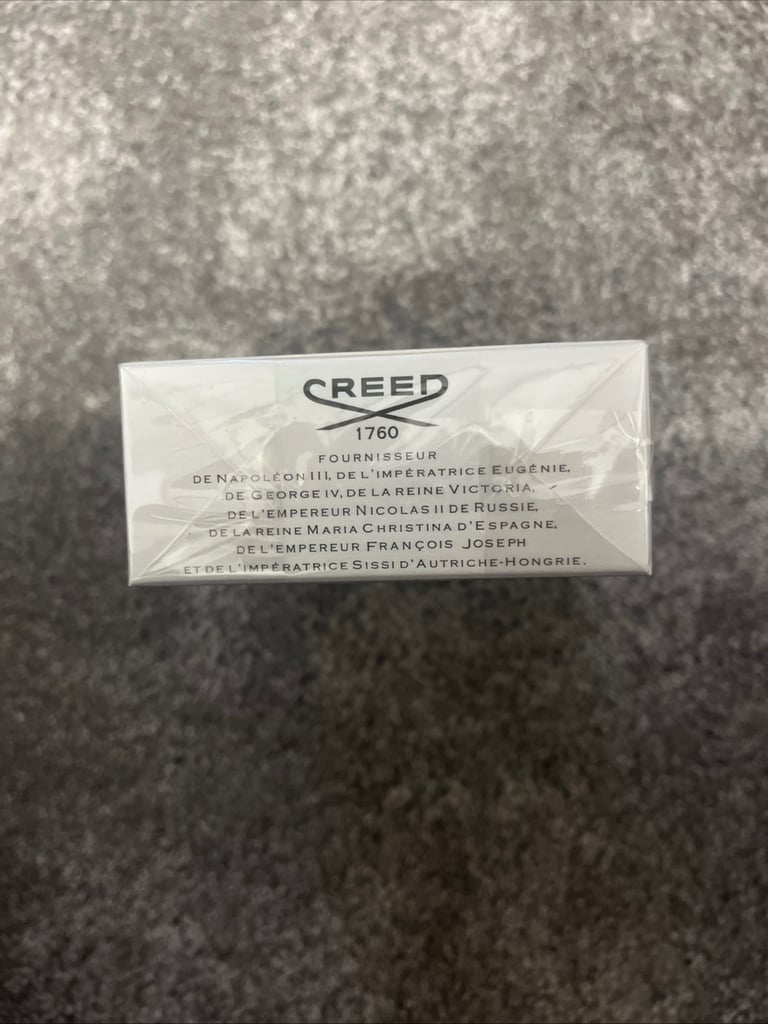 CREED
1760
FOURNISSEUR
DE NAPOLÉON III, DE L'IMPÉRATRICE EUGÉNIE,
DE GEORGE IV, DE LA REINE VICTORIA,
DE L'EMPEREUR NICOLAS II DE RUSSIE,
DE LA REINE MARIA CHRISTINA D'ESPAGNE,
DE L'EMPEREUR FRANÇOIS JOSEPH
ET DE L'IMPÉRATRICE SISSI D'AUTRICHE-HONGRIE.